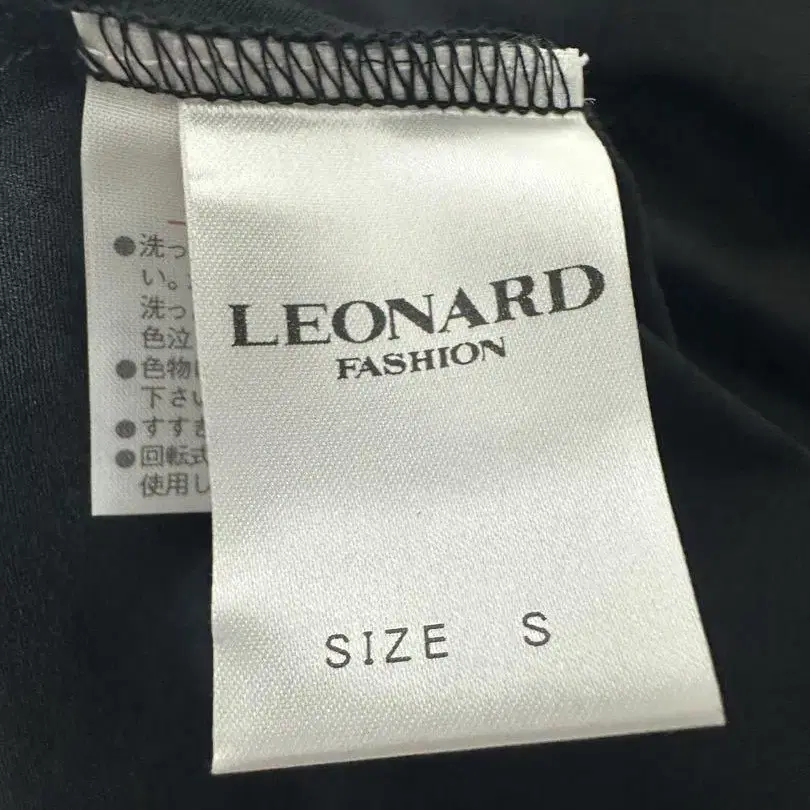 LEONARD
FASHION
SIZE S
●洗っ
い。
洗っ
色泣
●色物
下さい
●すすぎ
●回転式
使用し